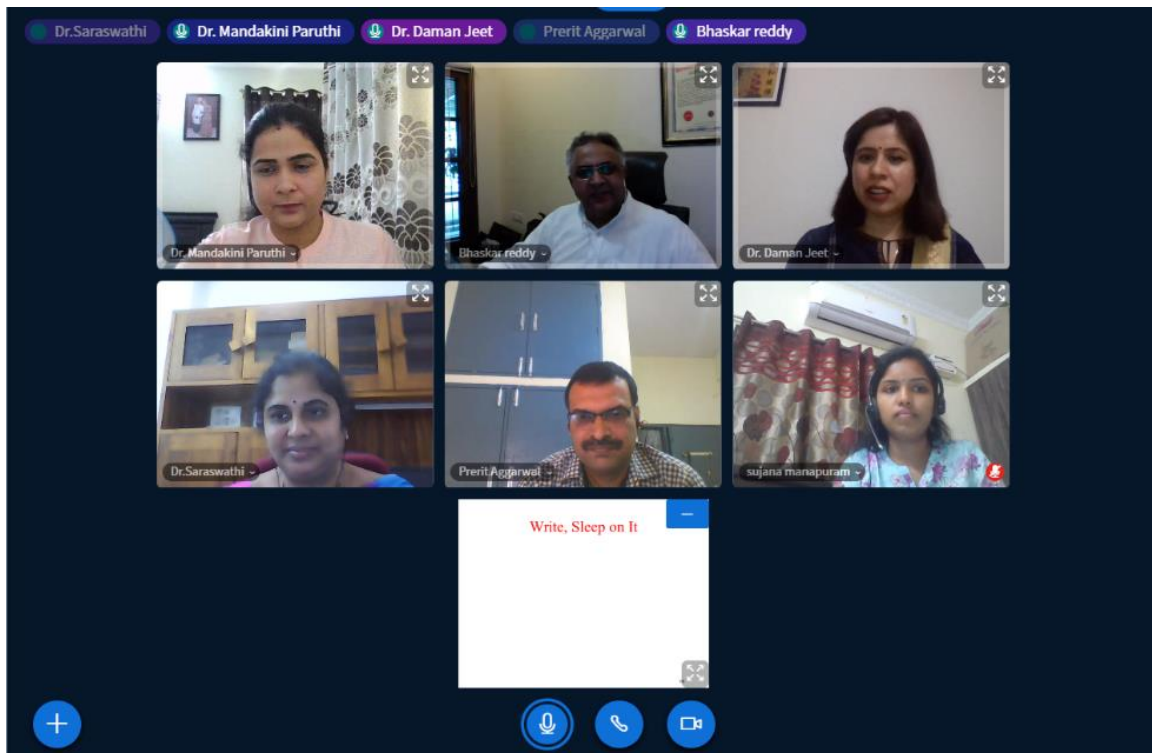 Dr.Saraswathi
Dr. Mandakini Paruthi
Dr. Daman Jeet
Prerit Aggarwal
Bhaskar reddy
Dr. Mandakini Paruthi
Bhaskar reddy
Dr. Daman Jeet
Dr.Saraswathi
Prerit Aggarwal
sujana manapuram
Write, Sleep on It